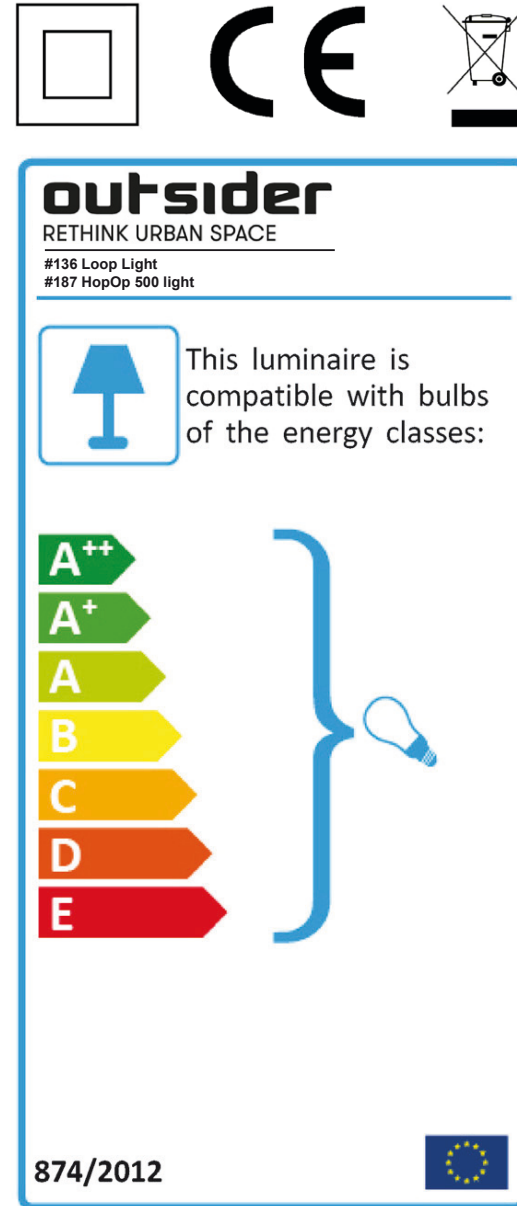 CE
outsider
RETHINK URBAN SPACE
#136 Loop Light
#187 HopOp 500 light
This luminaire is
compatible with bulbs
of the energy classes:
A++
A+
A
B
C
D
E
874/2012